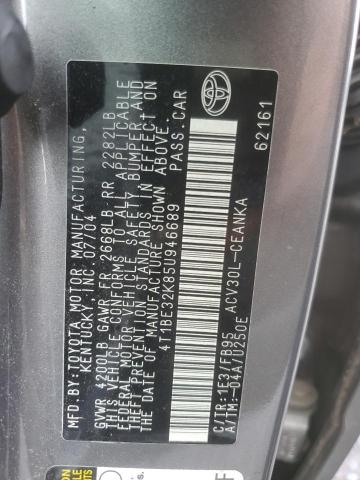 MFD.BY:TOYOTA MOTOR MANUFACTURING,
KENTUCKY, INC. 07/04
GVWR 4200LB GAWR FR 2668LB RR 2282LB
THIS VEHICLE CONFORMS TO ALL APPLICABLE
FEDERAL MOTOR VEHICLE SAFETY BUMPER, AND
THEFT PREVENTION STANDARDS IN EFFECT ON
THE DATE OF MANUFACTURE SHOWN ABOVE.
4T1BE32K85U946689 PASS.CAR
C/TR:1E3/FB95 ACV30L-CEANKA
A/TM:-04A/U250E
62161
TOYOTA